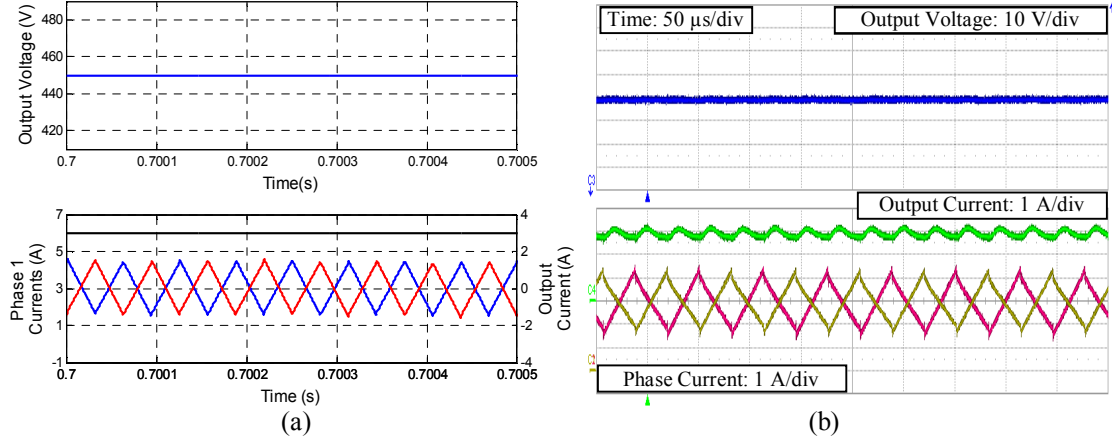 Output Voltage (V)
480
460
440
420
0.7 0.7001 0.7002 0.7003 0.7004 0.7005
Time(s)
Phase 1
Currents (A)
7
5
3
1
-1
4
2
0
-2
-4
Output
Current (A)
0.7 0.7001 0.7002 0.7003 0.7004 0.7005
Time (s)
(a)
Time: 50 µs/div
Output Voltage: 10 V/div
C3
Output Current: 1 A/div
C4
Phase Current: 1 A/div
(b)